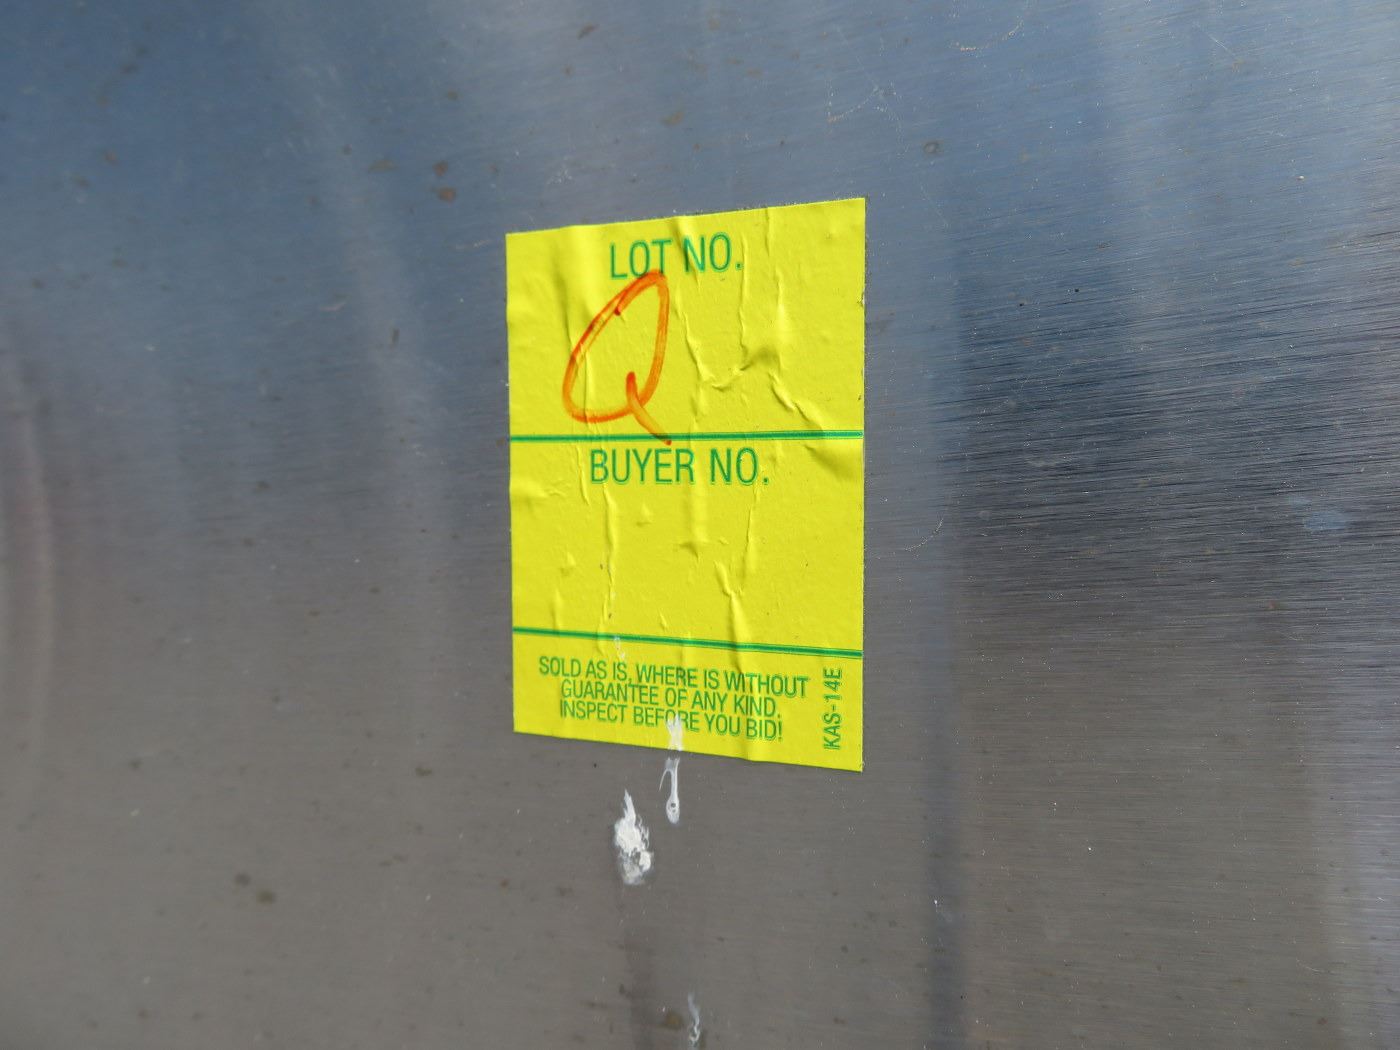 LOT NO.
Q
BUYER NO.
SOLD AS IS, WHERE IS WITHOUT
GUARANTEE OF ANY KIND.
INSPECT BEFORE YOU BID!
KAS-14E